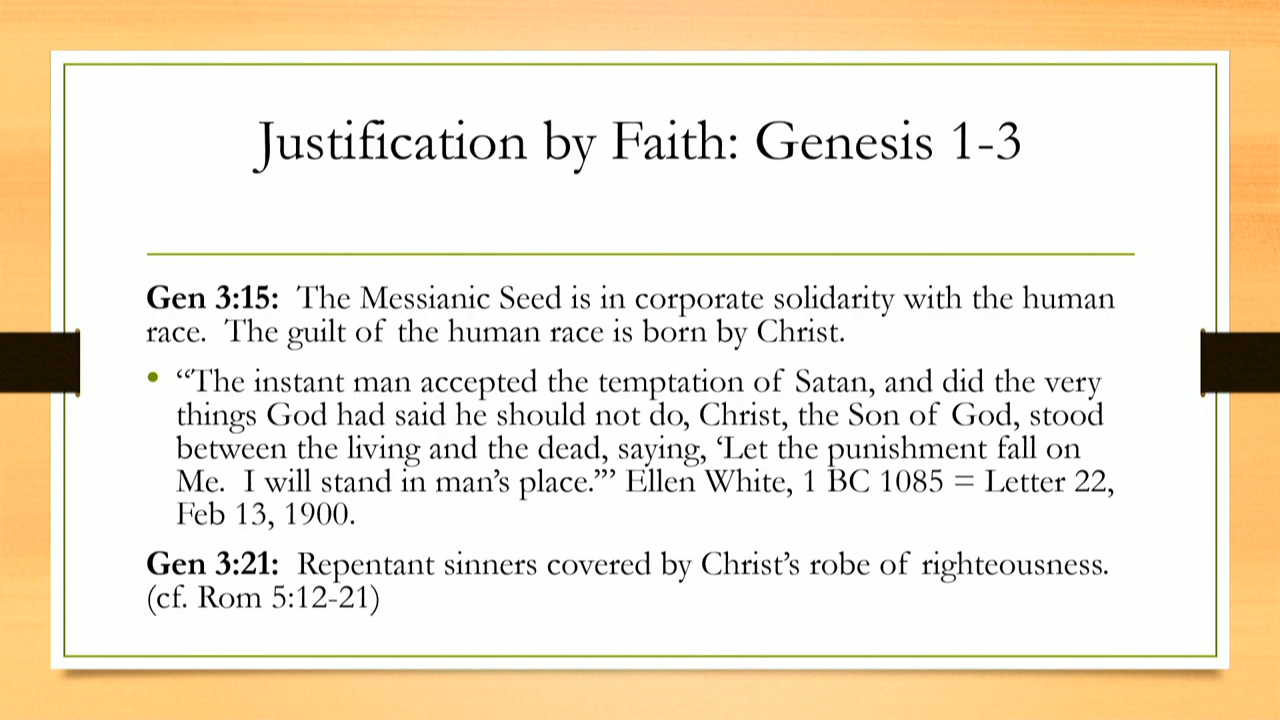 Justification by Faith: Genesis 1-3
Gen 3:15:  The Messianic Seed is in corporate solidarity with the human
race.  The guilt of the human race is born by Christ.
• “The instant man accepted the temptation of Satan, and did the very
things God had said he should not do, Christ, the Son of God, stood
between the living and the dead, saying, ‘Let the punishment fall on
Me.  I will stand in man’s place.”’ Ellen White, 1 BC 1085 = Letter 22,
Feb 13, 1900.
Gen 3:21:  Repentant sinners covered by Christ’s robe of righteousness.
(cf. Rom 5:12-21)